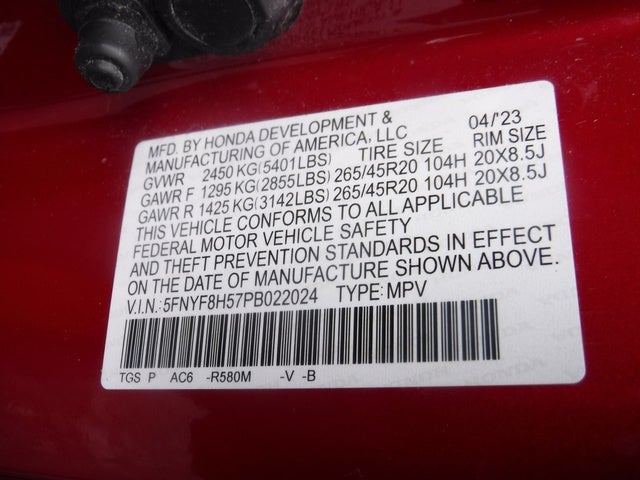 MFD. BY HONDA DEVELOPMENT & 04/'23
MANUFACTURING OF AMERICA, LLC
GVWR 2450 KG(5401LBS) TIRE SIZE RIM SIZE
GAWR F 1295 KG(2855LBS) 265/45R20 104H 20X8.5J
GAWR R 1425 KG(3142LBS) 265/45R20 104H 20X8.5J
THIS VEHICLE CONFORMS TO ALL APPLICABLE
FEDERAL MOTOR VEHICLE SAFETY
AND THEFT PREVENTION STANDARDS IN EFFECT
ON THE DATE OF MANUFACTURE SHOWN ABOVE.
V.I.N.: 5FNYF8H57PB022024 TYPE: MPV
TGS P AC6 -R580M -V -B